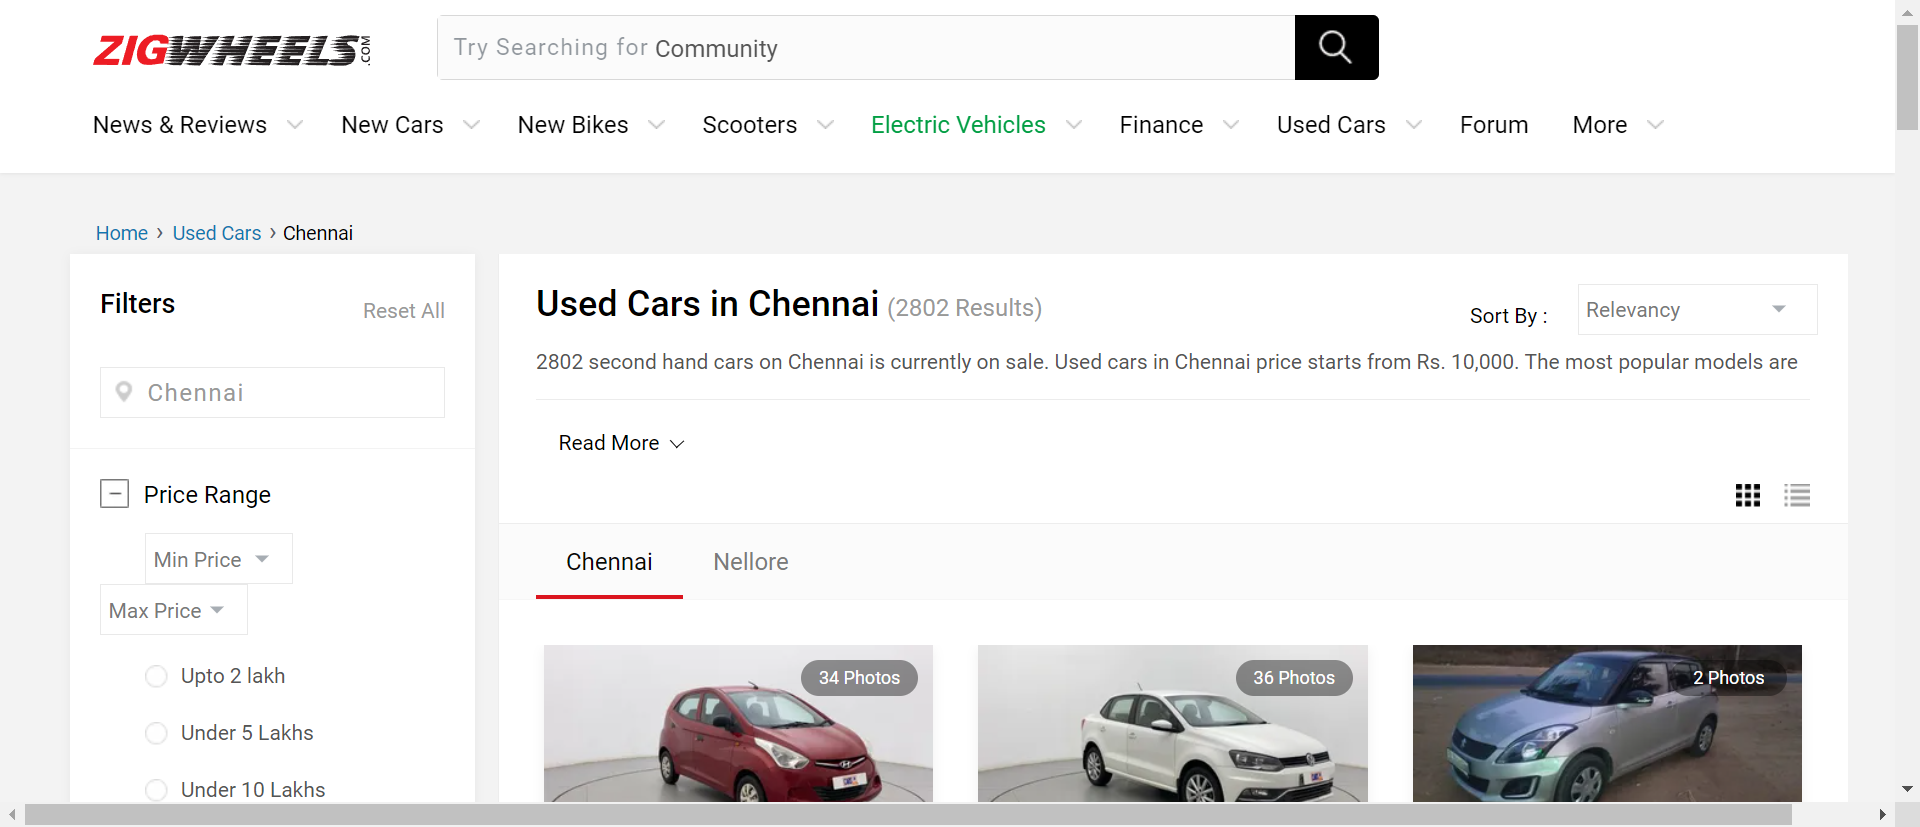 ZIGWHEELS.COM
Try Searching for Community
News & Reviews New Cars New Bikes Scooters Electric Vehicles Finance Used Cars Forum More
Home › Used Cars › Chennai
Filters
Reset All
Chennai
Price Range
Min Price
Max Price
Upto 2 lakh
Under 5 Lakhs
Under 10 Lakhs
Used Cars in Chennai (2802 Results)
Sort By : Relevancy
2802 second hand cars on Chennai is currently on sale. Used cars in Chennai price starts from Rs. 10,000. The most popular models are
Read More
Chennai Nellore
34 Photos
36 Photos
2 Photos